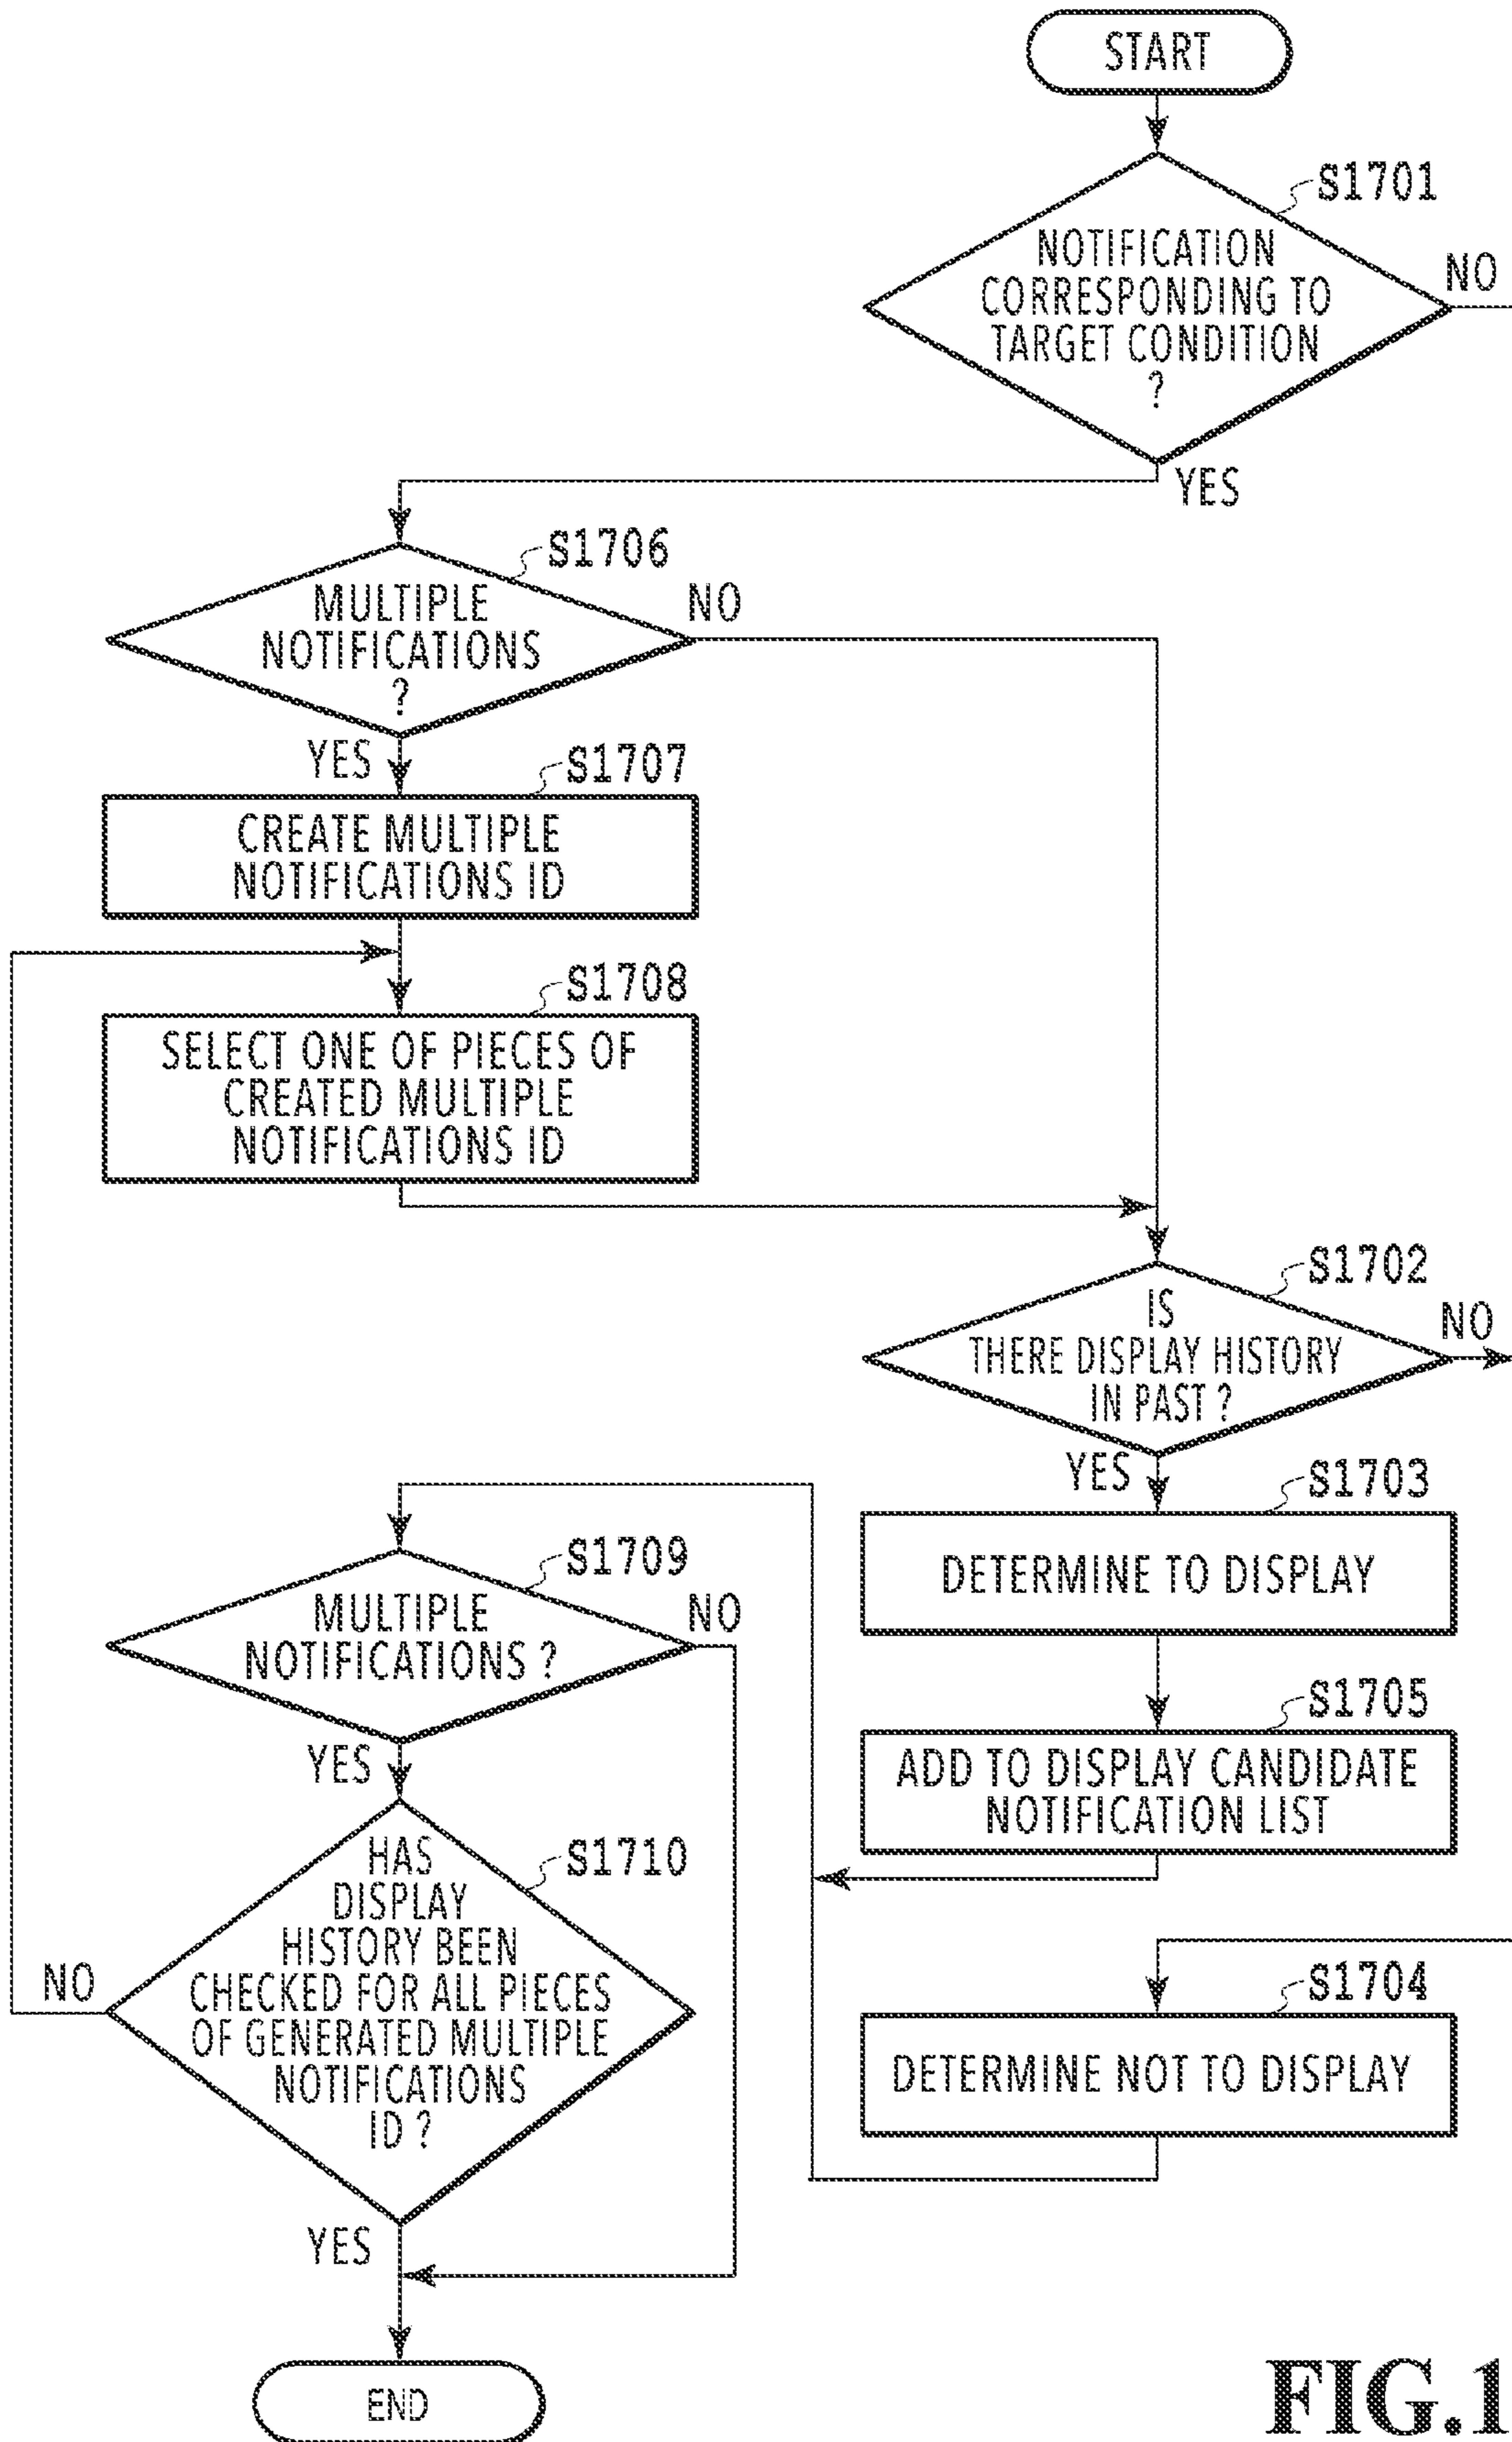 START
S1701
NOTIFICATION
CORRESPONDING TO
TARGET CONDITION
?
NO
YES
S1706
MULTIPLE
NOTIFICATIONS
?
NO
YES
S1707
CREATE MULTIPLE
NOTIFICATIONS ID
S1708
SELECT ONE OF PIECES OF
CREATED MULTIPLE
NOTIFICATIONS ID
S1702
IS
THERE DISPLAY HISTORY
IN PAST ?
NO
YES
S1703
DETERMINE TO DISPLAY
S1709
MULTIPLE
NOTIFICATIONS ?
NO
YES
S1705
ADD TO DISPLAY CANDIDATE
NOTIFICATION LIST
S1710
HAS
DISPLAY
HISTORY BEEN
CHECKED FOR ALL PIECES
OF GENERATED MULTIPLE
NOTIFICATIONS
ID ?
NO
YES
S1704
DETERMINE NOT TO DISPLAY
END
FIG.1